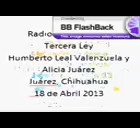 BB FlashBack
Radio
Tercera Ley
Humberto Leal Valenzuela y
Alicia Juárez
Juárez, Chihuahua
18 de Abril 2013